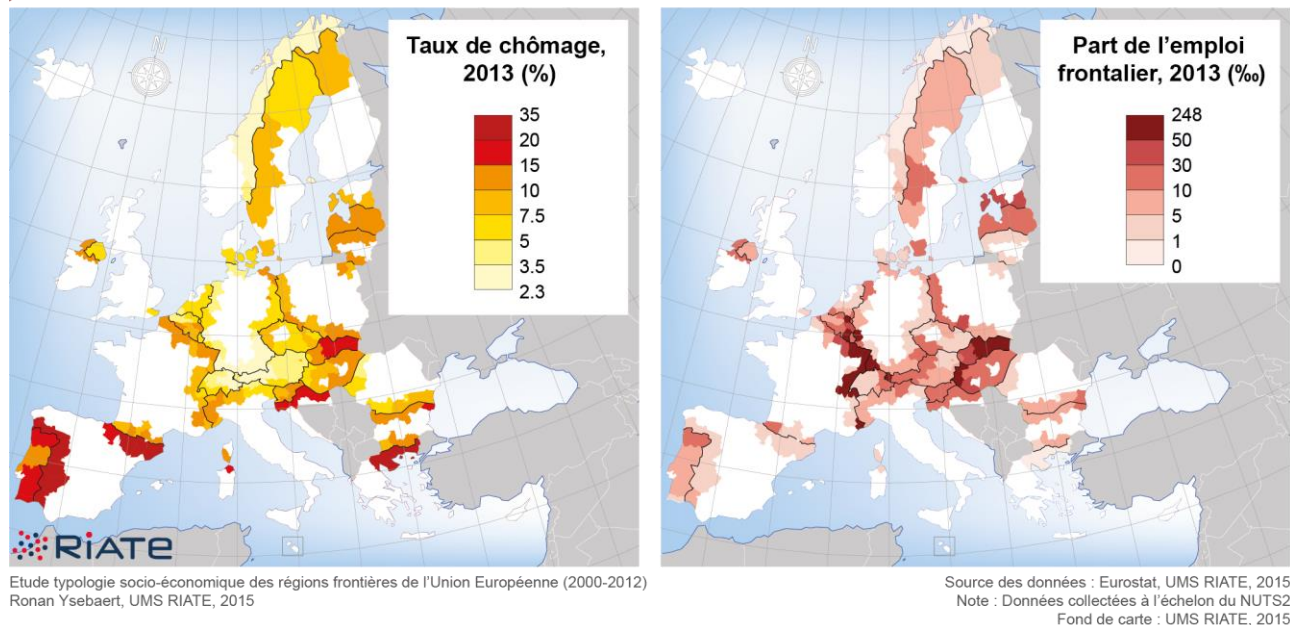 Taux de chômage,
2013 (%)
35
20
15
10
7.5
5
3.5
2.3
N
RIATE
Etude typologie socio-économique des régions frontières de l'Union Européenne (2000-2012)
Ronan Ysebaert, UMS RIATE, 2015
Part de l'emploi
frontalier, 2013 (‰)
248
50
30
10
5
1
0
N
Source des données : Eurostat, UMS RIATE, 2015
Note : Données collectées à l'échelon du NUTS2
Fond de carte : UMS RIATE, 2015